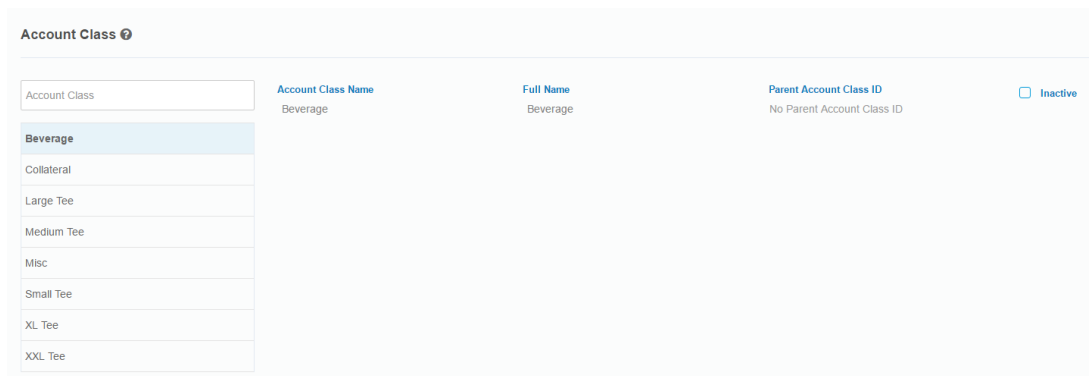 Account Class
Account Class
Beverage
Collateral
Large Tee
Medium Tee
Misc
Small Tee
XL Tee
XXL Tee
Account Class Name
Beverage
Full Name
Beverage
Parent Account Class ID
No Parent Account Class ID
Inactive